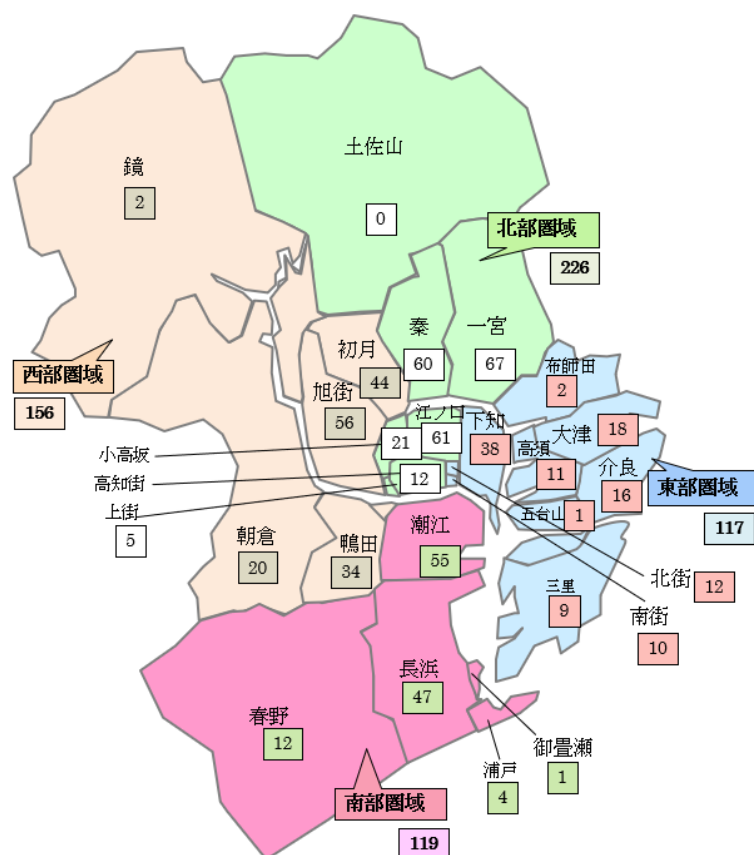 土佐山
鏡
2
0
北部圏域
226
秦
一宮
初月
60
67
布師田
西部圏域
44
2
156
旭街
56
江ノ口
下知
大津
18
21
61
38
小高坂
高須
介良
高知街
12
11
16
東部圏域
上街
五台山
1
117
5
潮江
朝倉
鴨田
55
北街
12
20
34
三里
9
南街
10
長浜
47
春野
12
御畳瀬
浦戸
1
4
南部圏域
119